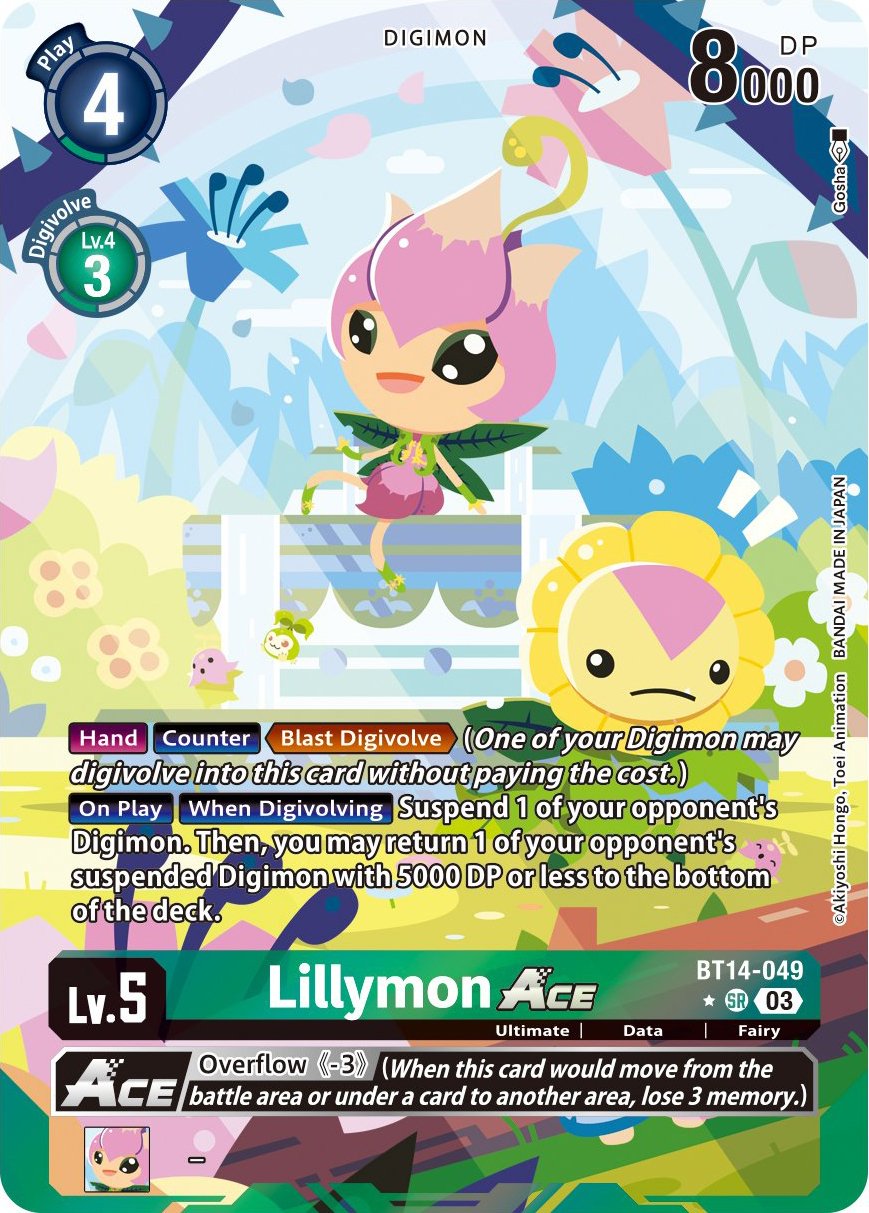 Play
4
DIGIMON
8000 DP
Digivolve
Lv.4
3
Gosha
©Akiyoshi Hongo, Toei Animation BANDAI MADE IN JAPAN
Hand Counter Blast Digivolve (One of your Digimon may
digivolve into this card without paying the cost.)
On Play When Digivolving Suspend 1 of your opponent's
Digimon. Then, you may return 1 of your opponent's
suspended Digimon with 5000 DP or less to the bottom
of the deck.
Lv.5
Lillymon ACE
BT14-049
SR 03
Ultimate | Data | Fairy
ACE
Overflow《-3》(When this card would move from the
battle area or under a card to another area, lose 3 memory.)
-